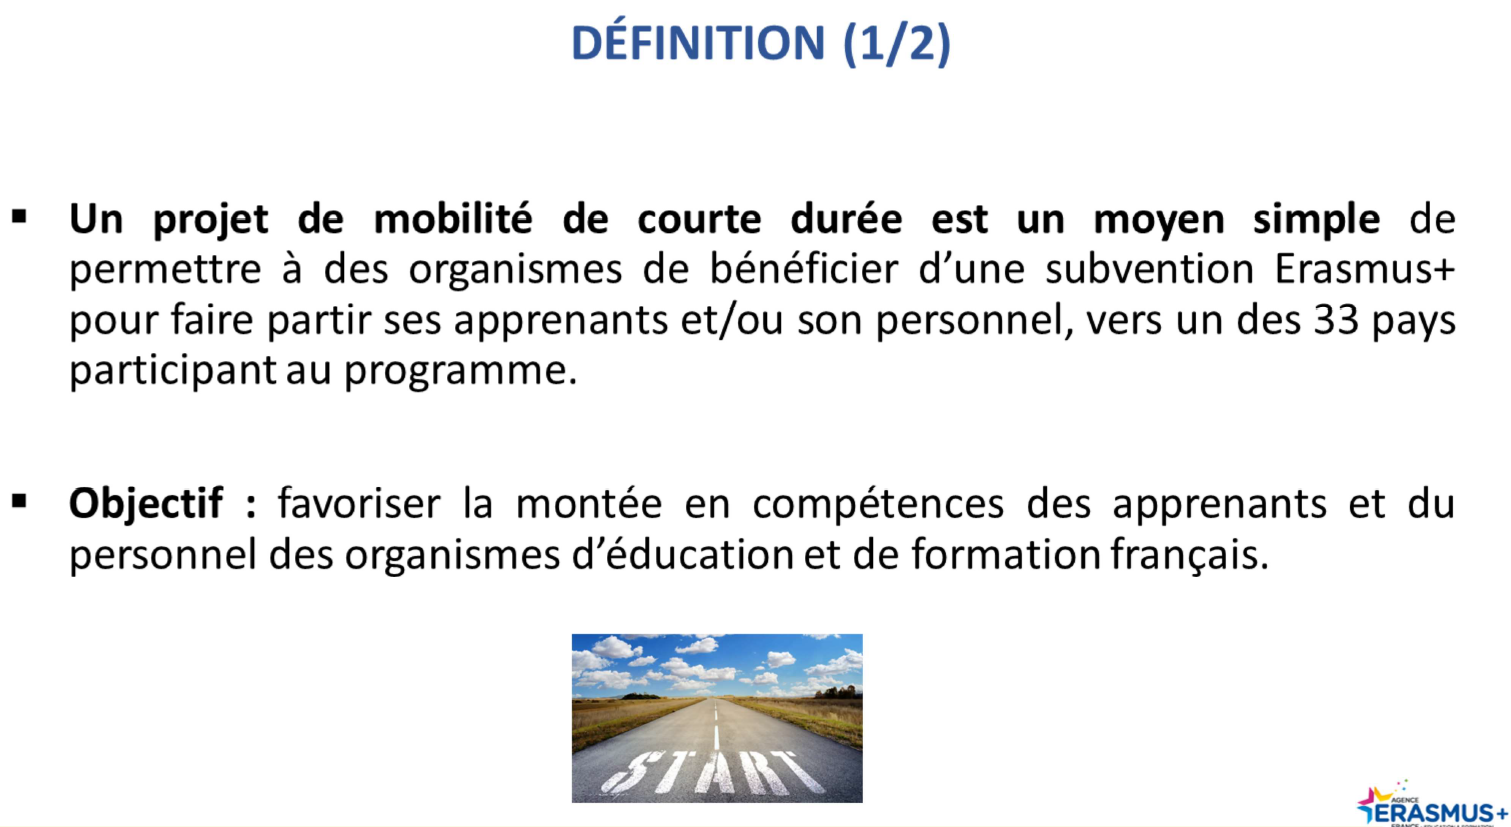 DÉFINITION (1/2)
▪ Un projet de mobilité de courte durée est un moyen simple de
permettre à des organismes de bénéficier d’une subvention Erasmus+
pour faire partir ses apprenants et/ou son personnel, vers un des 33 pays
participant au programme.
▪ Objectif : favoriser la montée en compétences des apprenants et du
personnel des organismes d’éducation et de formation français.
START
AGENCE
ERASMUS+